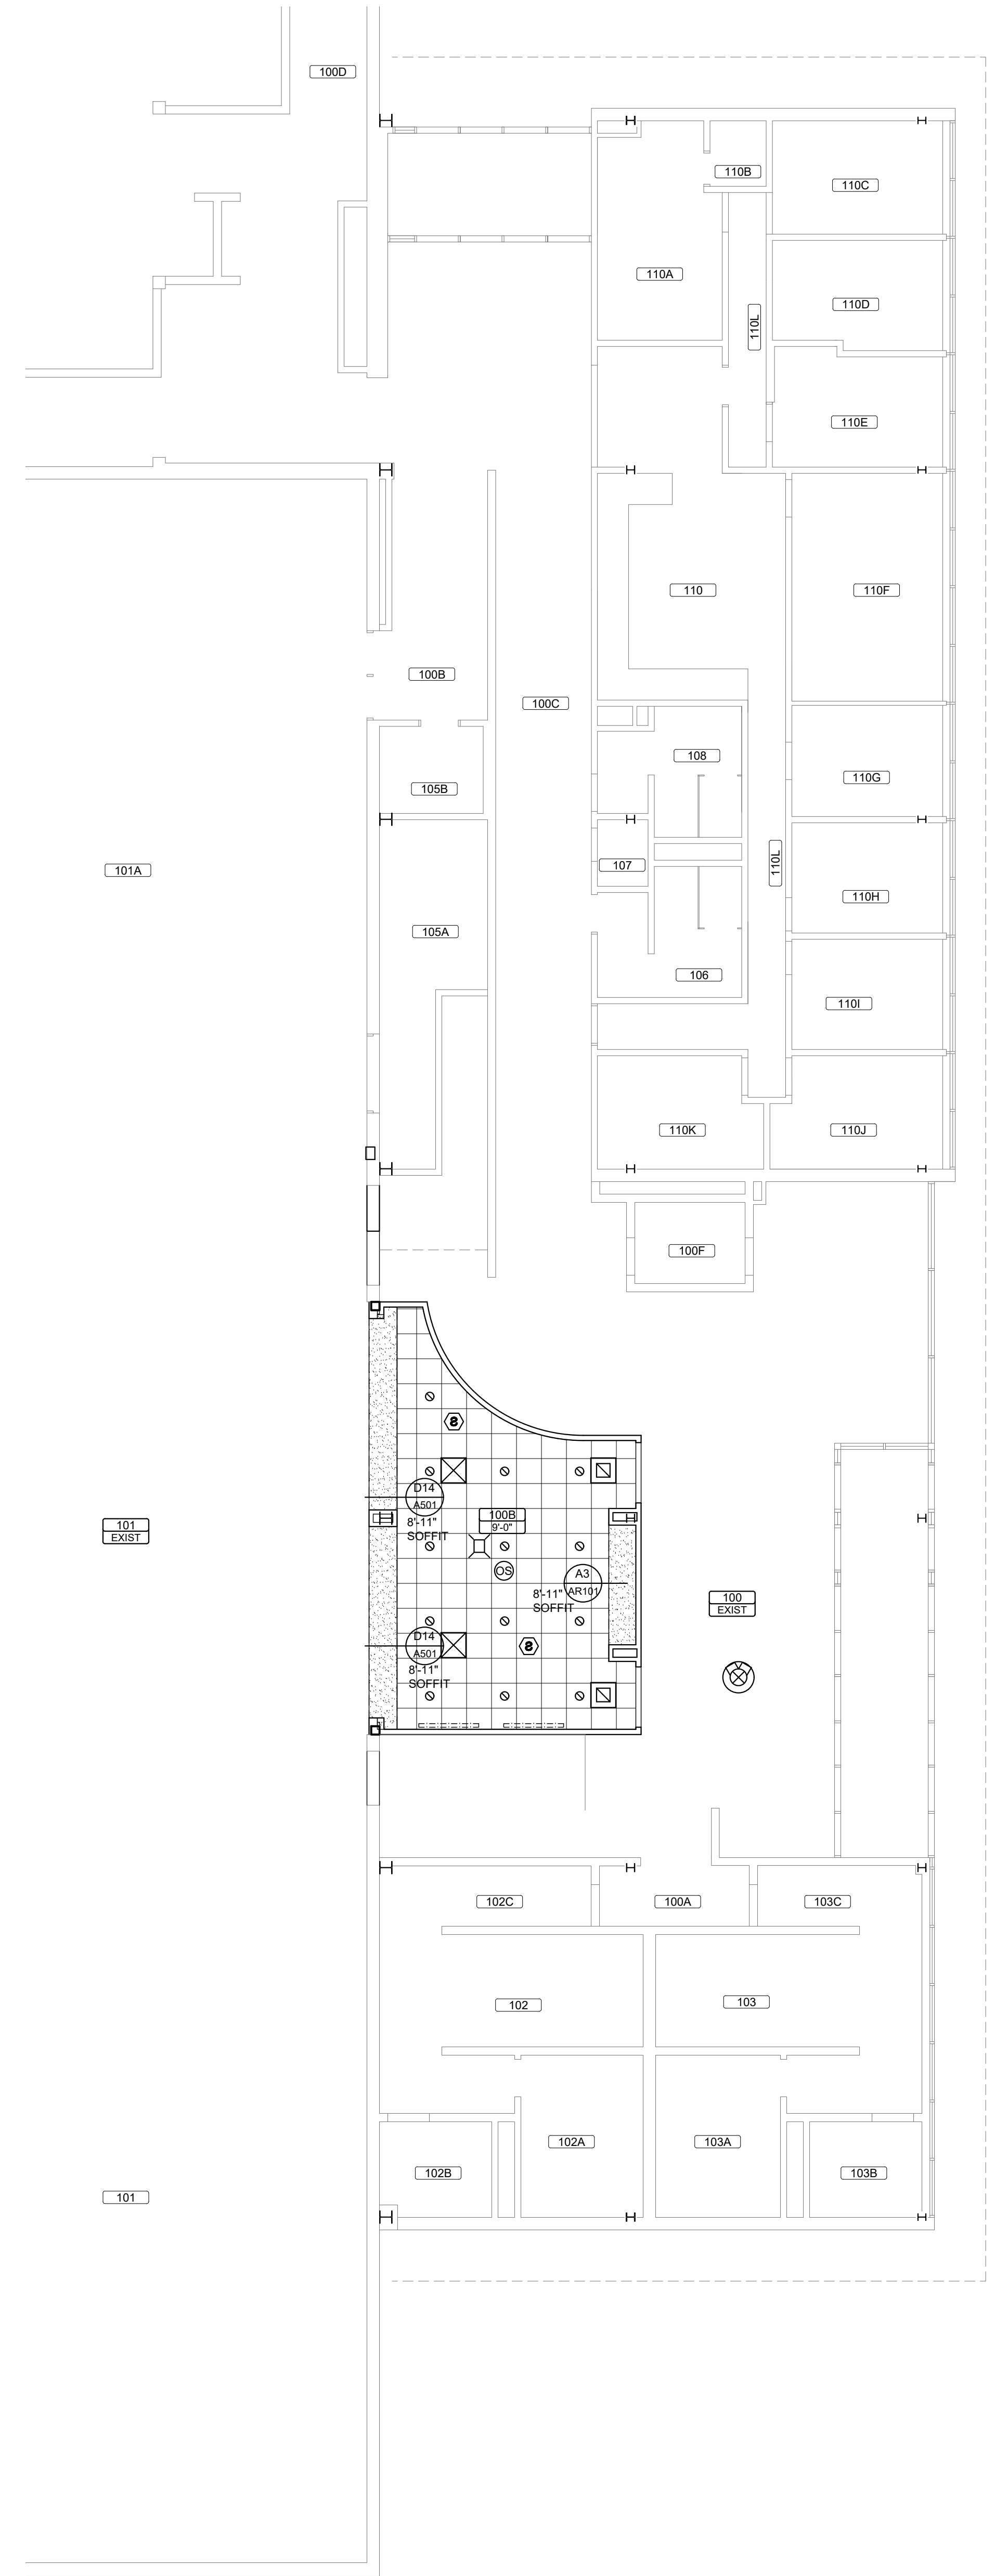 100D
110B
110C
110A
110D
110L
110E
110
110F
100B
100C
108
110G
105B
107
110L
101A
110H
105A
106
110I
110K
110J
100F
S
D14
A501
100B
9'-0"
8'-11"
SOFFIT
101
EXIST
OS
A3
AR101
8'-11"
SOFFIT
100
EXIST
D14
A501
S
8'-11"
SOFFIT
102C
100A
103C
102
103
102A
103A
102B
103B
101